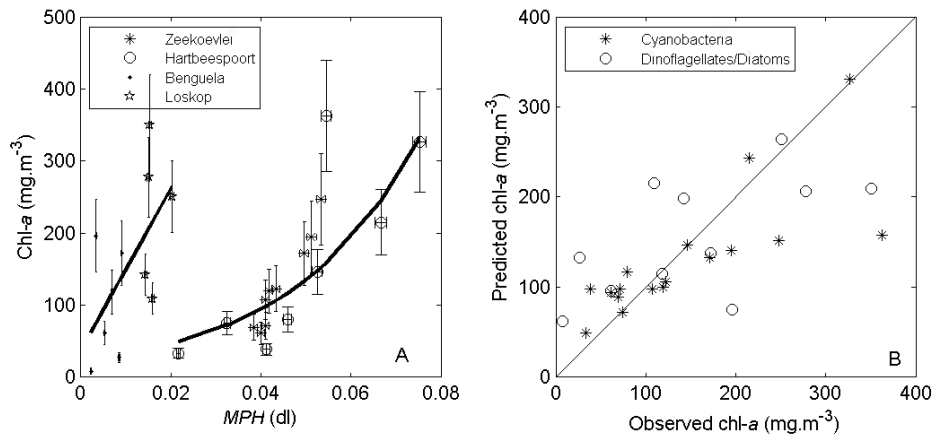 500
400
300
200
100
0
Chl-a (mg.m-3)
Zeekoevlei
Hartbeespoort
Benguela
Loskop
A
0 0.02 0.04 0.06 0.08
MPH (dl)
400
300
200
100
0
Predicted chl-a (mg.m-3)
Cyanobacteria
Dinoflagellates/Diatoms
B
0 100 200 300 400
Observed chl-a (mg.m-3)